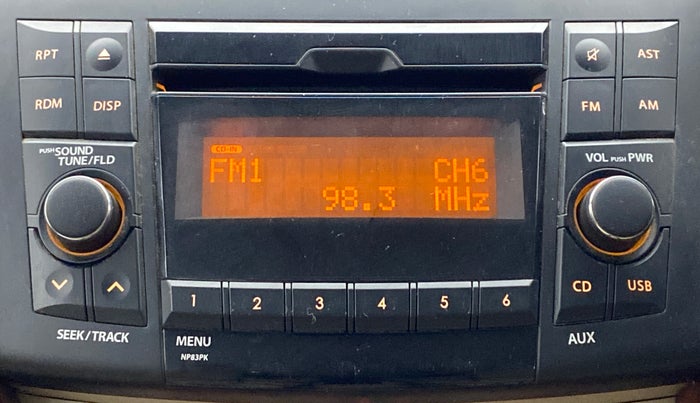 RPT
AST
RDM DISP
FM AM
PUSH SOUND
TUNE/FLD
VOL PUSH PWR
CD-IN
FM1 CH6
98.3 MHz
CD USB
1 2 3 4 5 6
SEEK/TRACK
MENU
AUX
NP83PK